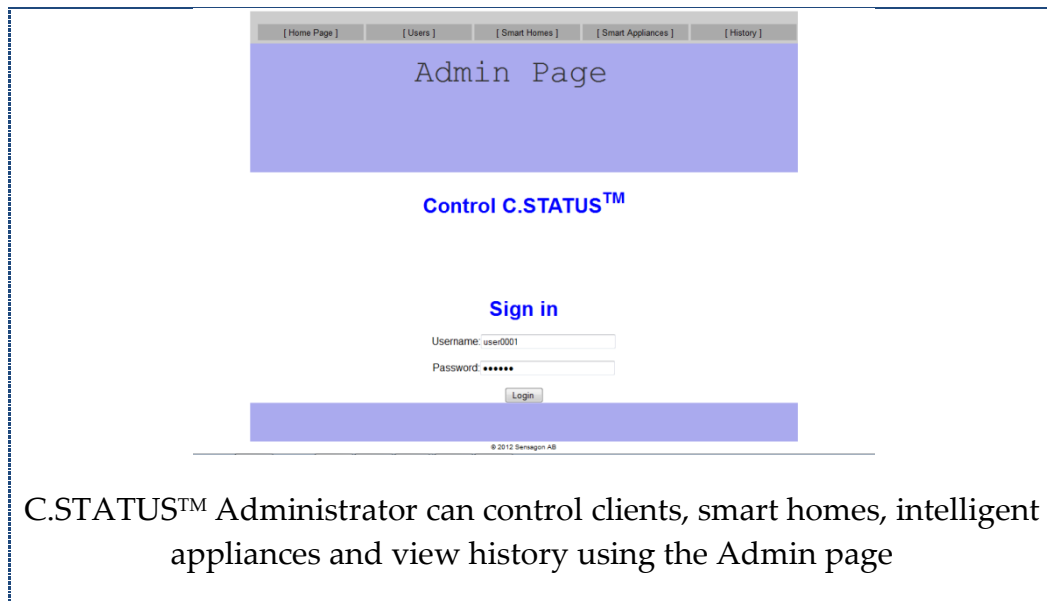 [ Home Page ] [ Users ] [ Smart Homes ] [ Smart Appliances ] [ History ]
Admin Page
Control C.STATUS™
Sign in
Username: user0001
Password: ••••••
Login
© 2012 Sensagon AB
C.STATUS™ Administrator can control clients, smart homes, intelligent
appliances and view history using the Admin page